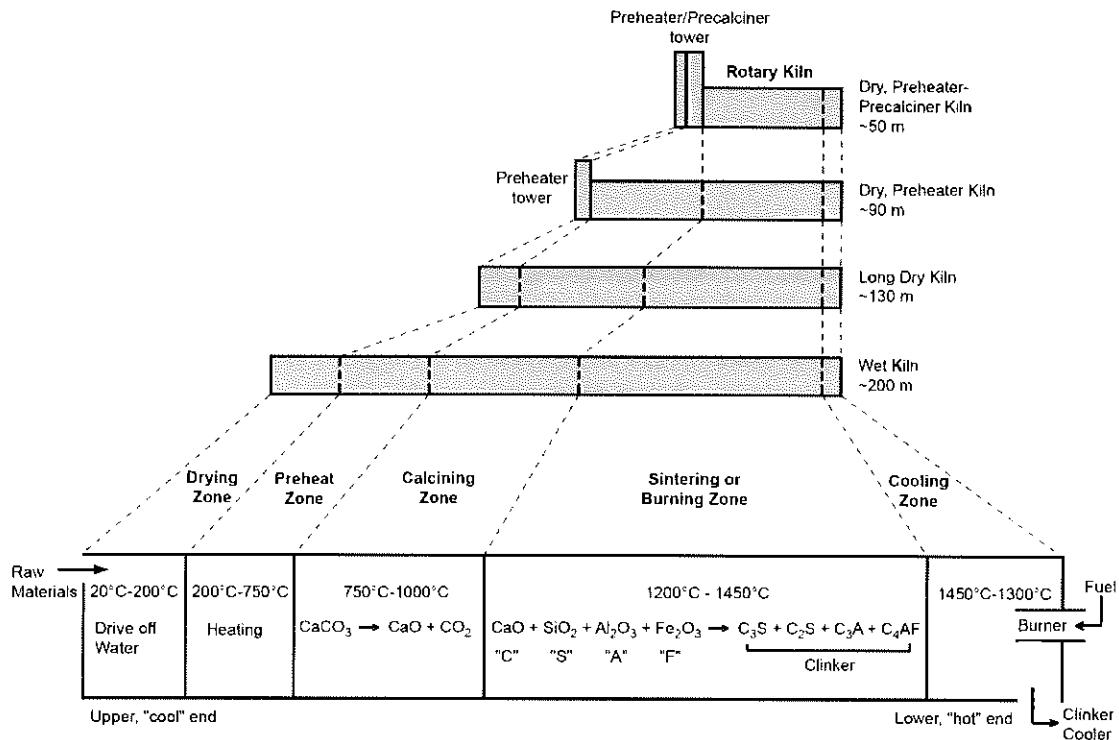 Preheater/Precalciner
tower
Rotary Kiln
Dry, Preheater-
Precalciner Kiln
~50 m
Preheater
tower
Dry, Preheater Kiln
~90 m
Long Dry Kiln
~130 m
Wet Kiln
~200 m
Drying
Zone
Preheat
Zone
Calcining
Zone
Sintering or
Burning Zone
Cooling
Zone
Raw
Materials
20°C-200°C
200°C-750°C
750°C-1000°C
1200°C - 1450°C
1450°C-1300°C
Fuel
Burner
Drive off
Water
Heating
CaCO₃ → CaO + CO₂
CaO + SiO₂ + Al₂O₃ + Fe₂O₃ → C₃S + C₂S + C₃A + C₄AF
"C" "S" "A" "F"
Clinker
Upper, "cool" end
Lower, "hot" end
Clinker
Cooler